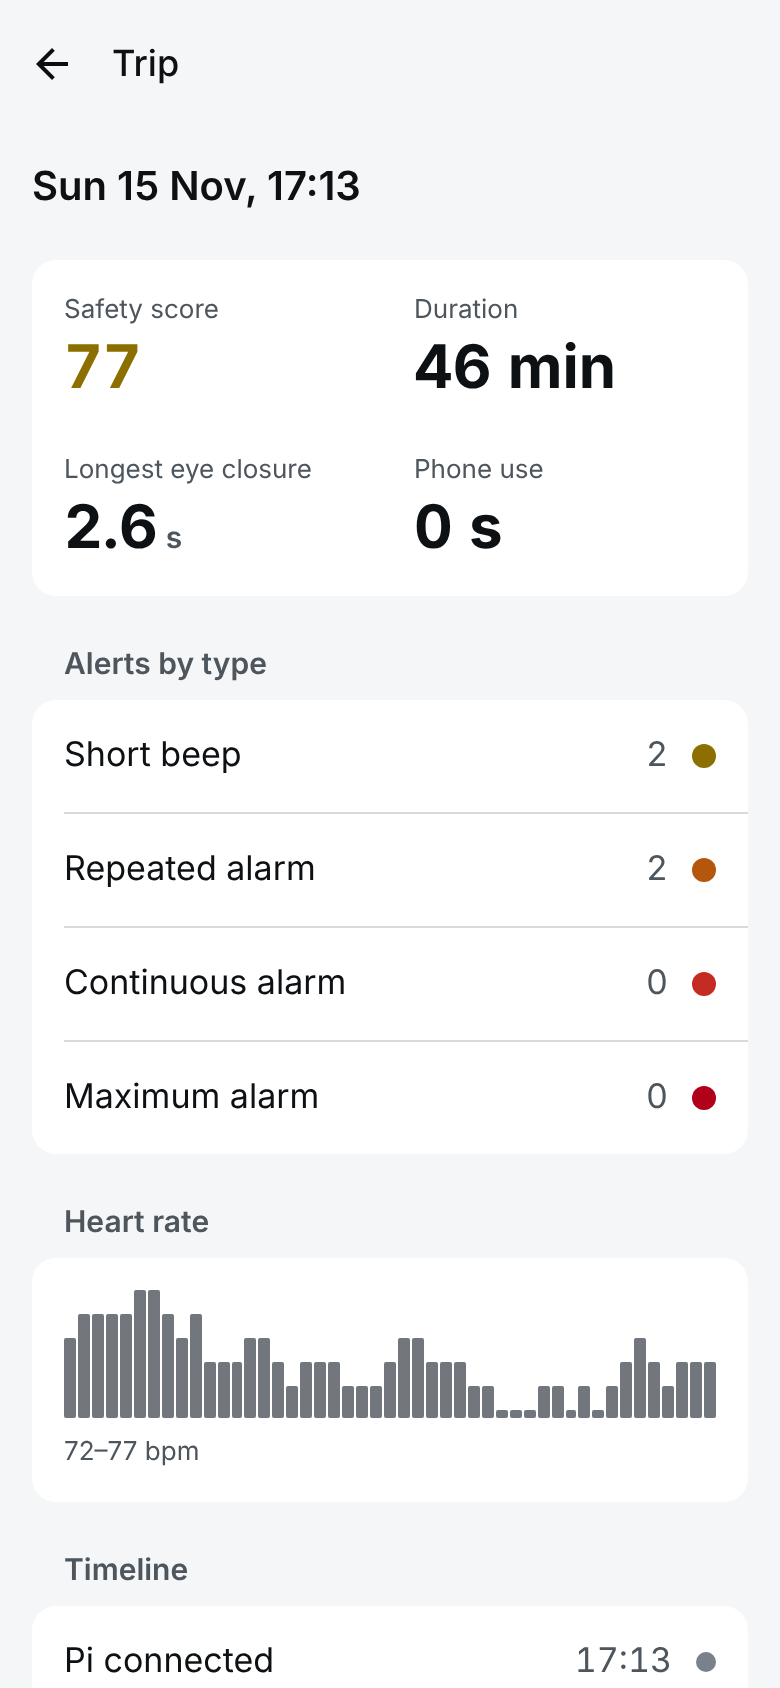 Trip
Sun 15 Nov, 17:13
Safety score
Duration
77
46 min
Longest eye closure
Phone use
2.6 s
0 s
Alerts by type
Short beep 2
Repeated alarm 2
Continuous alarm 0
Maximum alarm 0
Heart rate
72–77 bpm
Timeline
Pi connected 17:13